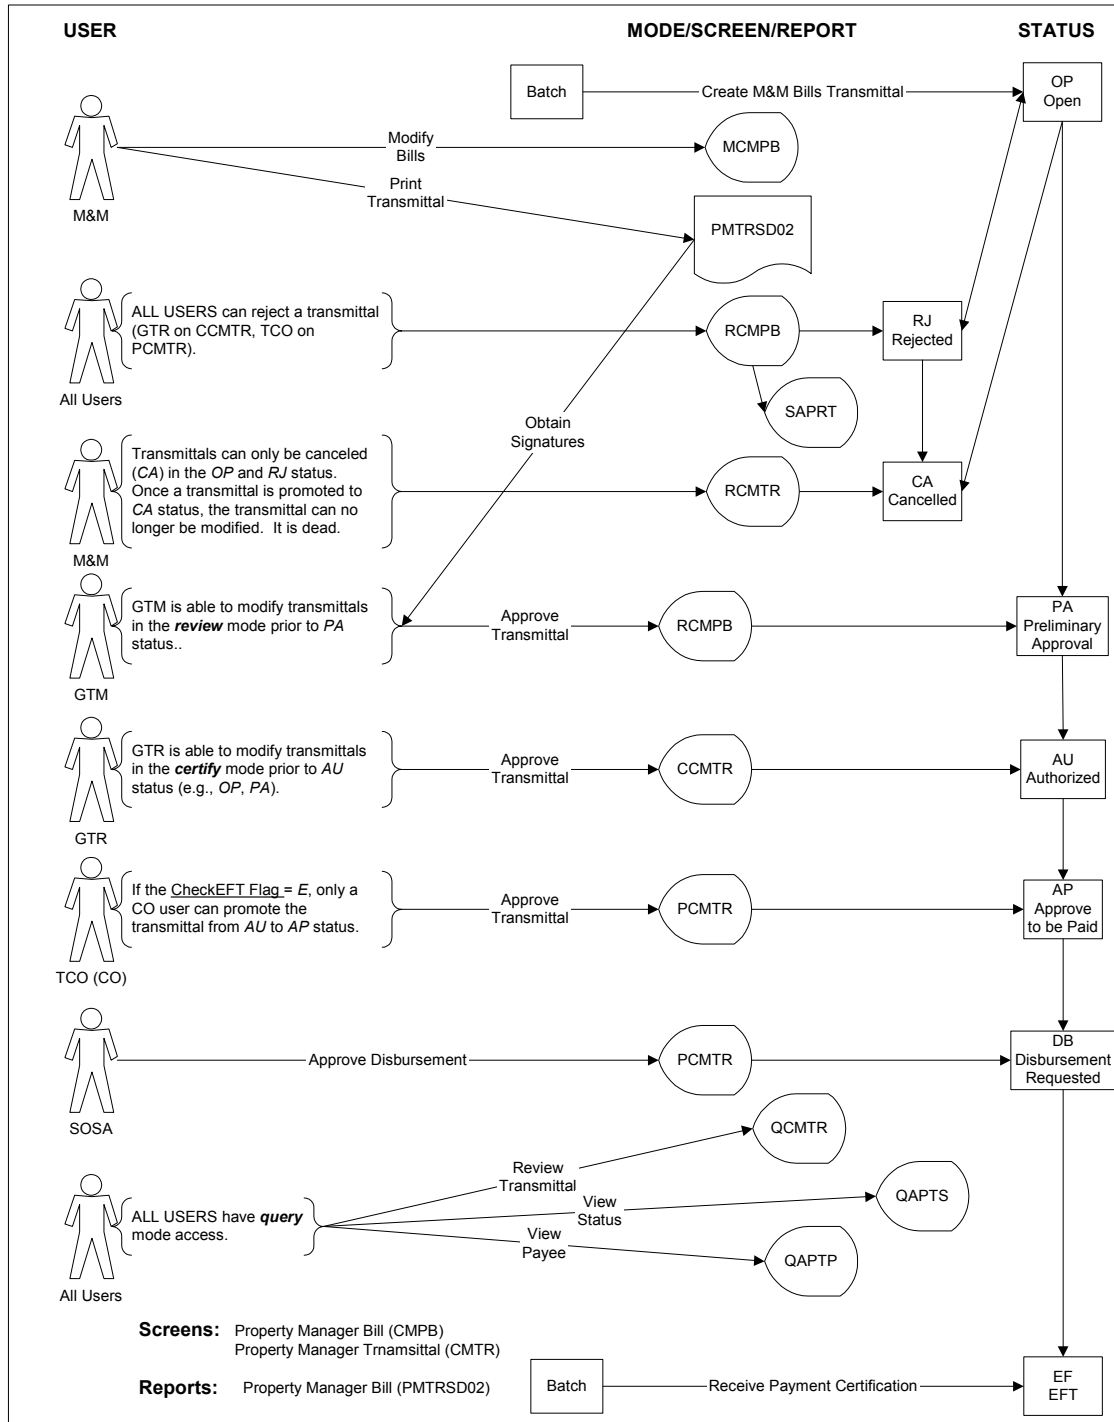 USER
MODE/SCREEN/REPORT
STATUS
Batch
Create M&M Bills Transmittal
OP
Open
Modify
Bills
MCMPB
Print
Transmittal
M&M
PMTRSD02
ALL USERS can reject a transmittal
(GTR on CCMTR, TCO on
PCMTR).
RCMPB
RJ
Rejected
All Users
SAPRT
Obtain
Signatures
Transmittals can only be canceled
(CA) in the OP and RJ status.
Once a transmittal is promoted to
CA status, the transmittal can no
longer be modified.  It is dead.
RCMTR
CA
Cancelled
M&M
GTM is able to modify transmittals
in the review mode prior to PA
status..
Approve
Transmittal
RCMPB
PA
Preliminary
Approval
GTM
GTR is able to modify transmittals
in the certify mode prior to AU
status (e.g., OP, PA).
Approve
Transmittal
CCMTR
AU
Authorized
GTR
If the CheckEFT Flag = E, only a
CO user can promote the
transmittal from AU to AP status.
Approve
Transmittal
PCMTR
AP
Approve
to be Paid
TCO (CO)
Approve Disbursement
PCMTR
DB
Disbursement
Requested
SOSA
QCMTR
Review
Transmittal
QAPTS
View
Status
ALL USERS have query
mode access.
View
Payee
QAPTP
All Users
Screens: Property Manager Bill (CMPB)
Property Manager Trnamsittal (CMTR)
Reports: Property Manager Bill (PMTRSD02)
Batch
Receive Payment Certification
EF
EFT